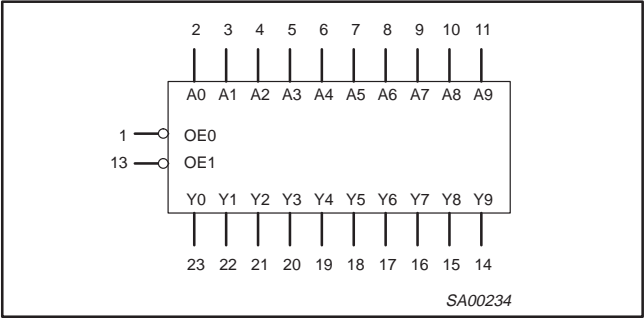 2 3 4 5 6 7 8 9 10 11
A0 A1 A2 A3 A4 A5 A6 A7 A8 A9
1 OE0
13 OE1
Y0 Y1 Y2 Y3 Y4 Y5 Y6 Y7 Y8 Y9
23 22 21 20 19 18 17 16 15 14
SA00234